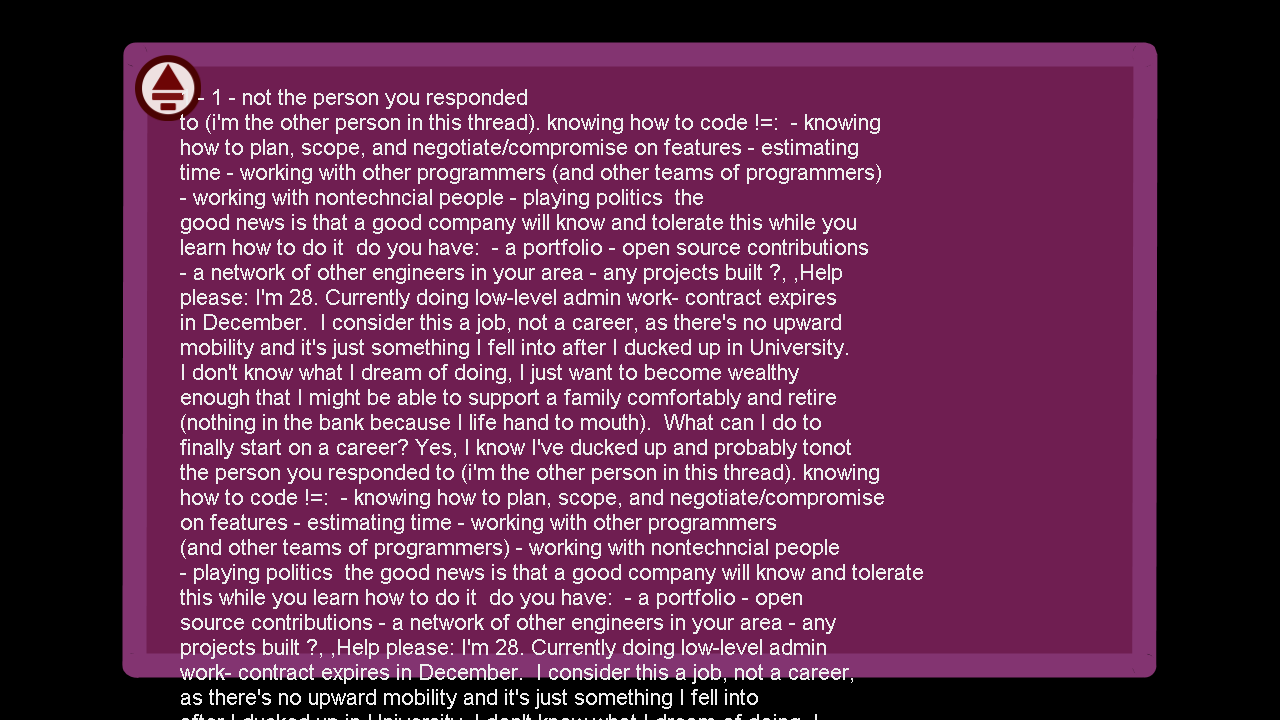 - 1 - not the person you responded
to (i'm the other person in this thread). knowing how to code !=:  - knowing
how to plan, scope, and negotiate/compromise on features - estimating
time - working with other programmers (and other teams of programmers)
- working with nontechncial people - playing politics  the
good news is that a good company will know and tolerate this while you
learn how to do it  do you have:  - a portfolio - open source contributions
- a network of other engineers in your area - any projects built ?, ,Help
please: I'm 28. Currently doing low-level admin work- contract expires
in December.  I consider this a job, not a career, as there's no upward
mobility and it's just something I fell into after I ducked up in University.
I don't know what I dream of doing, I just want to become wealthy
enough that I might be able to support a family comfortably and retire
(nothing in the bank because I life hand to mouth).  What can I do to
finally start on a career? Yes, I know I've ducked up and probably tonot
the person you responded to (i'm the other person in this thread). knowing
how to code !=:  - knowing how to plan, scope, and negotiate/compromise
on features - estimating time - working with other programmers
(and other teams of programmers) - working with nontechncial people
- playing politics  the good news is that a good company will know and tolerate
this while you learn how to do it  do you have:  - a portfolio - open
source contributions - a network of other engineers in your area - any
projects built ?, ,Help please: I'm 28. Currently doing low-level admin
work- contract expires in December.  I consider this a job, not a career,
as there's no upward mobility and it's just something I fell into
after I ducked up in University. I don't know what I dream of doing, I